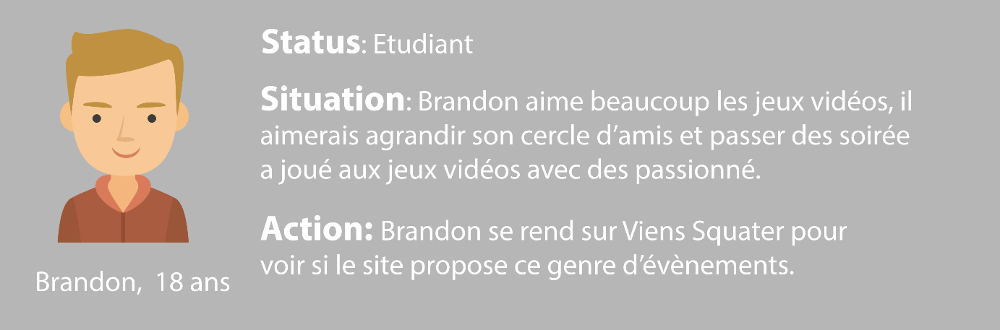 Status: Etudiant
Situation: Brandon aime beaucoup les jeux vidéos, il
aimerais agrandir son cercle d'amis et passer des soirée
a joué aux jeux vidéos avec des passionné.
Action: Brandon se rend sur Viens Squater pour
voir si le site propose ce genre d'évènements.
Brandon, 18 ans